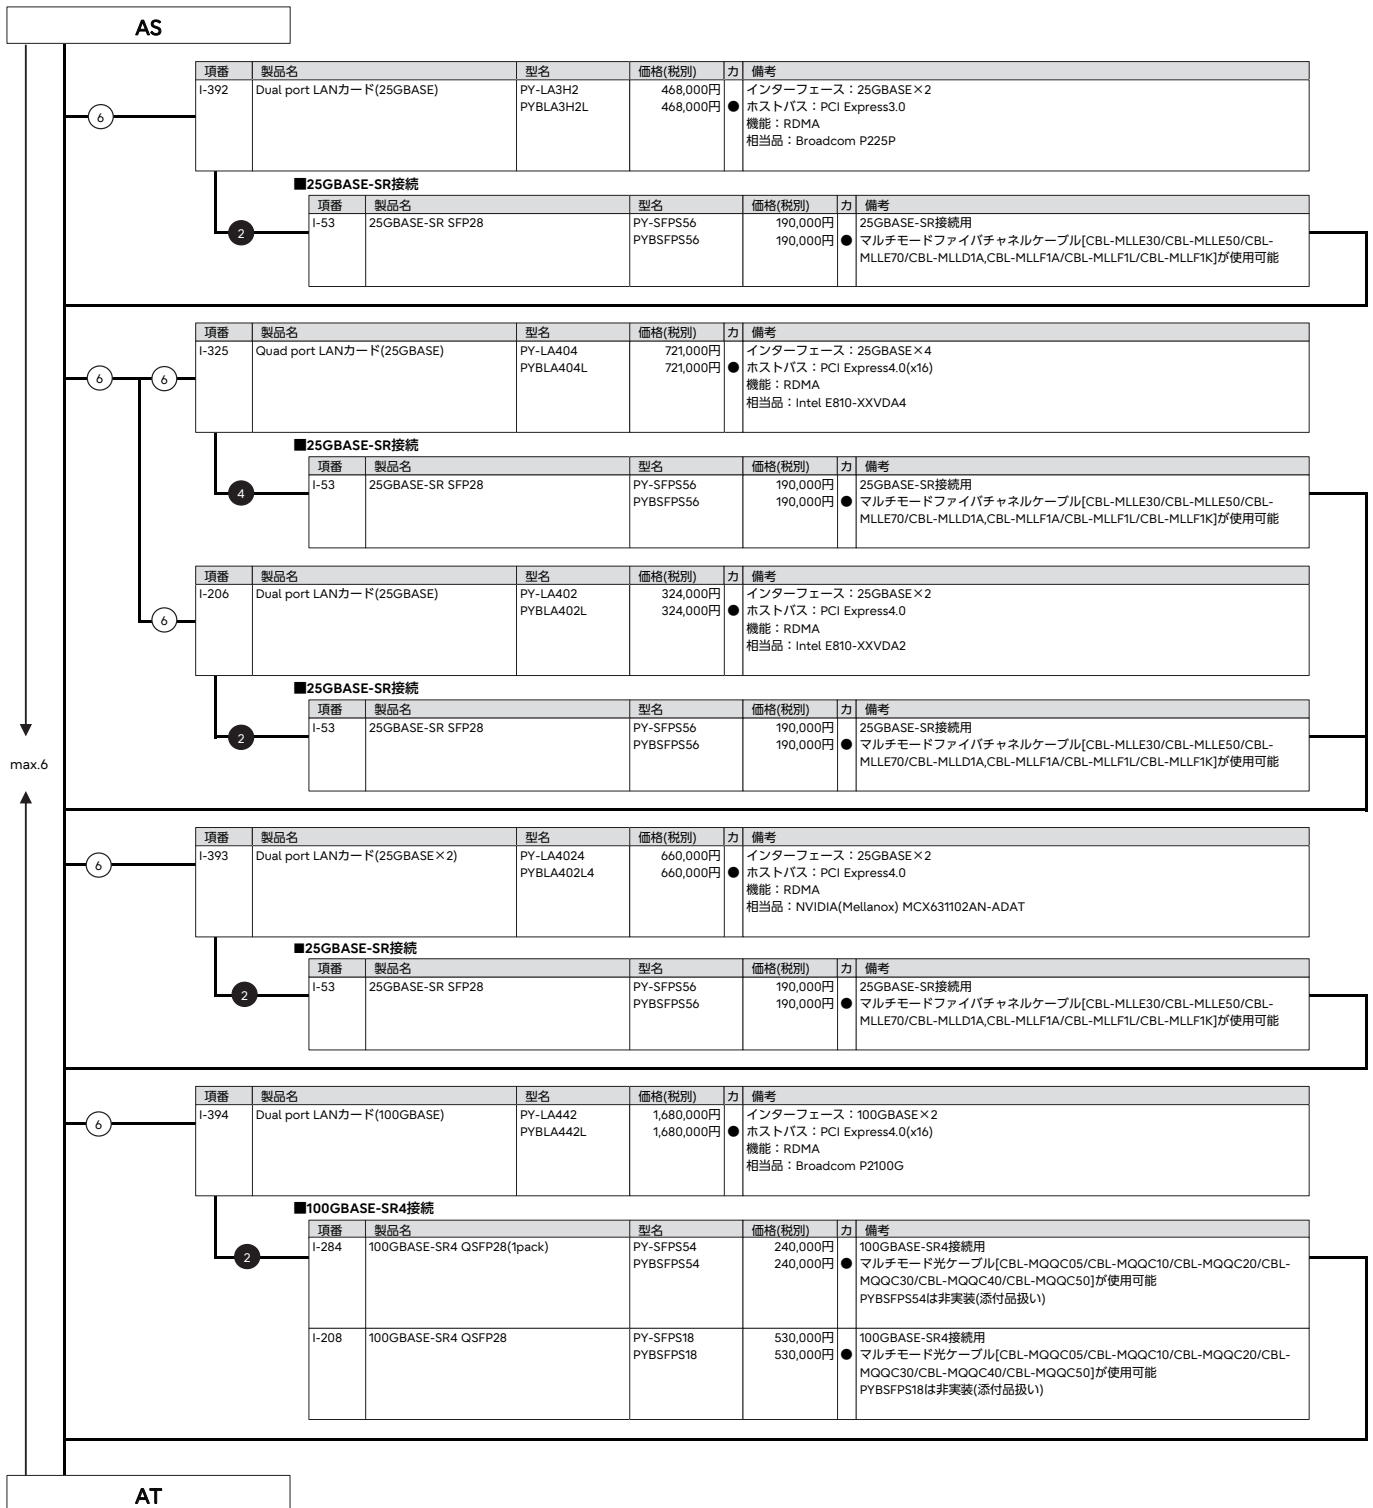 AS
項番 製品名 型名 価格(税別) カ 備考
I-392 Dual port LANカード(25GBASE) PY-LA3H2 468,000円 インターフェース：25GBASE×2
PYBLA3H2L 468,000円 ● ホストバス：PCI Express3.0
機能：RDMA
相当品：Broadcom P225P
6
■25GBASE-SR接続
項番 製品名 型名 価格(税別) カ 備考
I-53 25GBASE-SR SFP28 PY-SFPS56 190,000円 25GBASE-SR接続用
2 PYBSFPS56 190,000円 ● マルチモードファイバチャネルケーブル[CBL-MLLE30/CBL-MLLE50/CBL-
MLLE70/CBL-MLLD1A,CBL-MLLF1A/CBL-MLLF1L/CBL-MLLF1K]が使用可能
項番 製品名 型名 価格(税別) カ 備考
I-325 Quad port LANカード(25GBASE) PY-LA404 721,000円 インターフェース：25GBASE×4
PYBLA404L 721,000円 ● ホストバス：PCI Express4.0(x16)
6 6 機能：RDMA
相当品：Intel E810-XXVDA4
■25GBASE-SR接続
項番 製品名 型名 価格(税別) カ 備考
I-53 25GBASE-SR SFP28 PY-SFPS56 190,000円 25GBASE-SR接続用
4 PYBSFPS56 190,000円 ● マルチモードファイバチャネルケーブル[CBL-MLLE30/CBL-MLLE50/CBL-
MLLE70/CBL-MLLD1A,CBL-MLLF1A/CBL-MLLF1L/CBL-MLLF1K]が使用可能
項番 製品名 型名 価格(税別) カ 備考
I-206 Dual port LANカード(25GBASE) PY-LA402 324,000円 インターフェース：25GBASE×2
PYBLA402L 324,000円 ● ホストバス：PCI Express4.0
6 機能：RDMA
相当品：Intel E810-XXVDA2
■25GBASE-SR接続
項番 製品名 型名 価格(税別) カ 備考
I-53 25GBASE-SR SFP28 PY-SFPS56 190,000円 25GBASE-SR接続用
2 PYBSFPS56 190,000円 ● マルチモードファイバチャネルケーブル[CBL-MLLE30/CBL-MLLE50/CBL-
MLLE70/CBL-MLLD1A,CBL-MLLF1A/CBL-MLLF1L/CBL-MLLF1K]が使用可能
max.6
項番 製品名 型名 価格(税別) カ 備考
I-393 Dual port LANカード(25GBASE×2) PY-LA4024 660,000円 インターフェース：25GBASE×2
6 PYBLA402L4 660,000円 ● ホストバス：PCI Express4.0
機能：RDMA
相当品：NVIDIA(Mellanox) MCX631102AN-ADAT
■25GBASE-SR接続
項番 製品名 型名 価格(税別) カ 備考
I-53 25GBASE-SR SFP28 PY-SFPS56 190,000円 25GBASE-SR接続用
2 PYBSFPS56 190,000円 ● マルチモードファイバチャネルケーブル[CBL-MLLE30/CBL-MLLE50/CBL-
MLLE70/CBL-MLLD1A,CBL-MLLF1A/CBL-MLLF1L/CBL-MLLF1K]が使用可能
項番 製品名 型名 価格(税別) カ 備考
I-394 Dual port LANカード(100GBASE) PY-LA442 1,680,000円 インターフェース：100GBASE×2
6 PYBLA442L 1,680,000円 ● ホストバス：PCI Express4.0(x16)
機能：RDMA
相当品：Broadcom P2100G
■100GBASE-SR4接続
項番 製品名 型名 価格(税別) カ 備考
I-284 100GBASE-SR4 QSFP28(1pack) PY-SFPS54 240,000円 100GBASE-SR4接続用
2 PYBSFPS54 240,000円 ● マルチモード光ケーブル[CBL-MQQC05/CBL-MQQC10/CBL-MQQC20/CBL-
MQQC30/CBL-MQQC40/CBL-MQQC50]が使用可能
PYBSFPS54は非実装(添付品扱い)
I-208 100GBASE-SR4 QSFP28 PY-SFPS18 530,000円 100GBASE-SR4接続用
PYBSFPS18 530,000円 ● マルチモード光ケーブル[CBL-MQQC05/CBL-MQQC10/CBL-MQQC20/CBL-
MQQC30/CBL-MQQC40/CBL-MQQC50]が使用可能
PYBSFPS18は非実装(添付品扱い)
AT